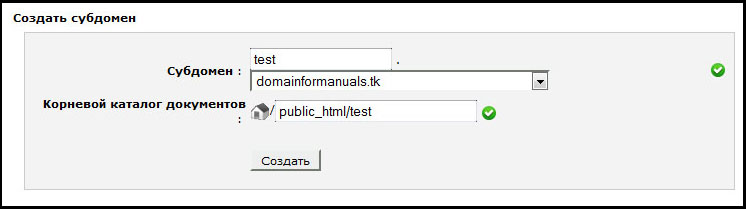 Создать субдомен
test .
Субдомен :
domainformanuals.tk
Корневой каталог документов
: / public_html/test
Создать